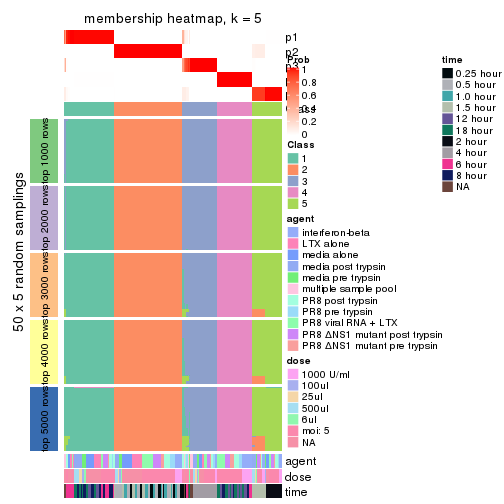 membership heatmap, k = 5
p1
p2
p3
Prob
1
0.8
0.6
0.4
0.2
0
Class
1
2
3
4
5
agent
interferon-beta
LTX alone
media alone
media post trypsin
media pre trypsin
multiple sample pool
PR8 post trypsin
PR8 pre trypsin
PR8 viral RNA + LTX
PR8 ΔNS1 mutant post trypsin
PR8 ΔNS1 mutant pre trypsin
dose
1000 U/ml
100ul
25ul
500ul
6ul
moi: 5
NA
time
0.25 hour
0.5 hour
1.0 hour
1.5 hour
12 hour
18 hour
2 hour
4 hour
6 hour
8 hour
NA
50 x 5 random samplings
top 1000 rows
top 2000 rows
top 3000 rows
top 4000 rows
top 5000 rows
agent
dose
time